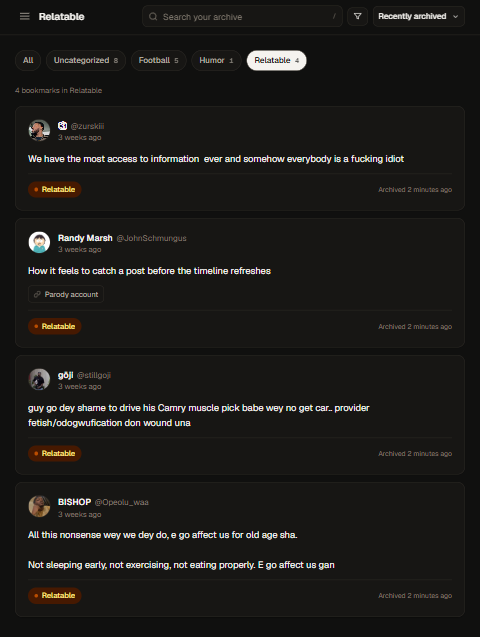 Relatable
Search your archive
/
Recently archived
All
Uncategorized 8
Football 5
Humor 1
Relatable 4
4 bookmarks in Relatable
@zurskiii
3 weeks ago
We have the most access to information ever and somehow everybody is a fucking idiot
Relatable
Archived 2 minutes ago
Randy Marsh @JohnSchmungus
3 weeks ago
How it feels to catch a post before the timeline refreshes
Parody account
Relatable
Archived 2 minutes ago
gōji @stiligoji
3 weeks ago
guy go dey shame to drive his Camry muscle pick babe wey no get car.. provider
fetish/odogwufication don wound una
Relatable
Archived 2 minutes ago
BISHOP @Opeolu_waa
3 weeks ago
All this nonsense wey we dey do, e go affect us for old age sha.
Not sleeping early, not exercising, not eating properly. E go affect us gan
Relatable
Archived 2 minutes ago